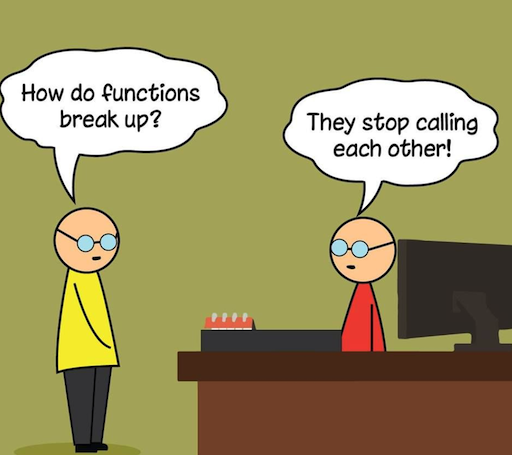 How do functions
break up?
They stop calling
each other!